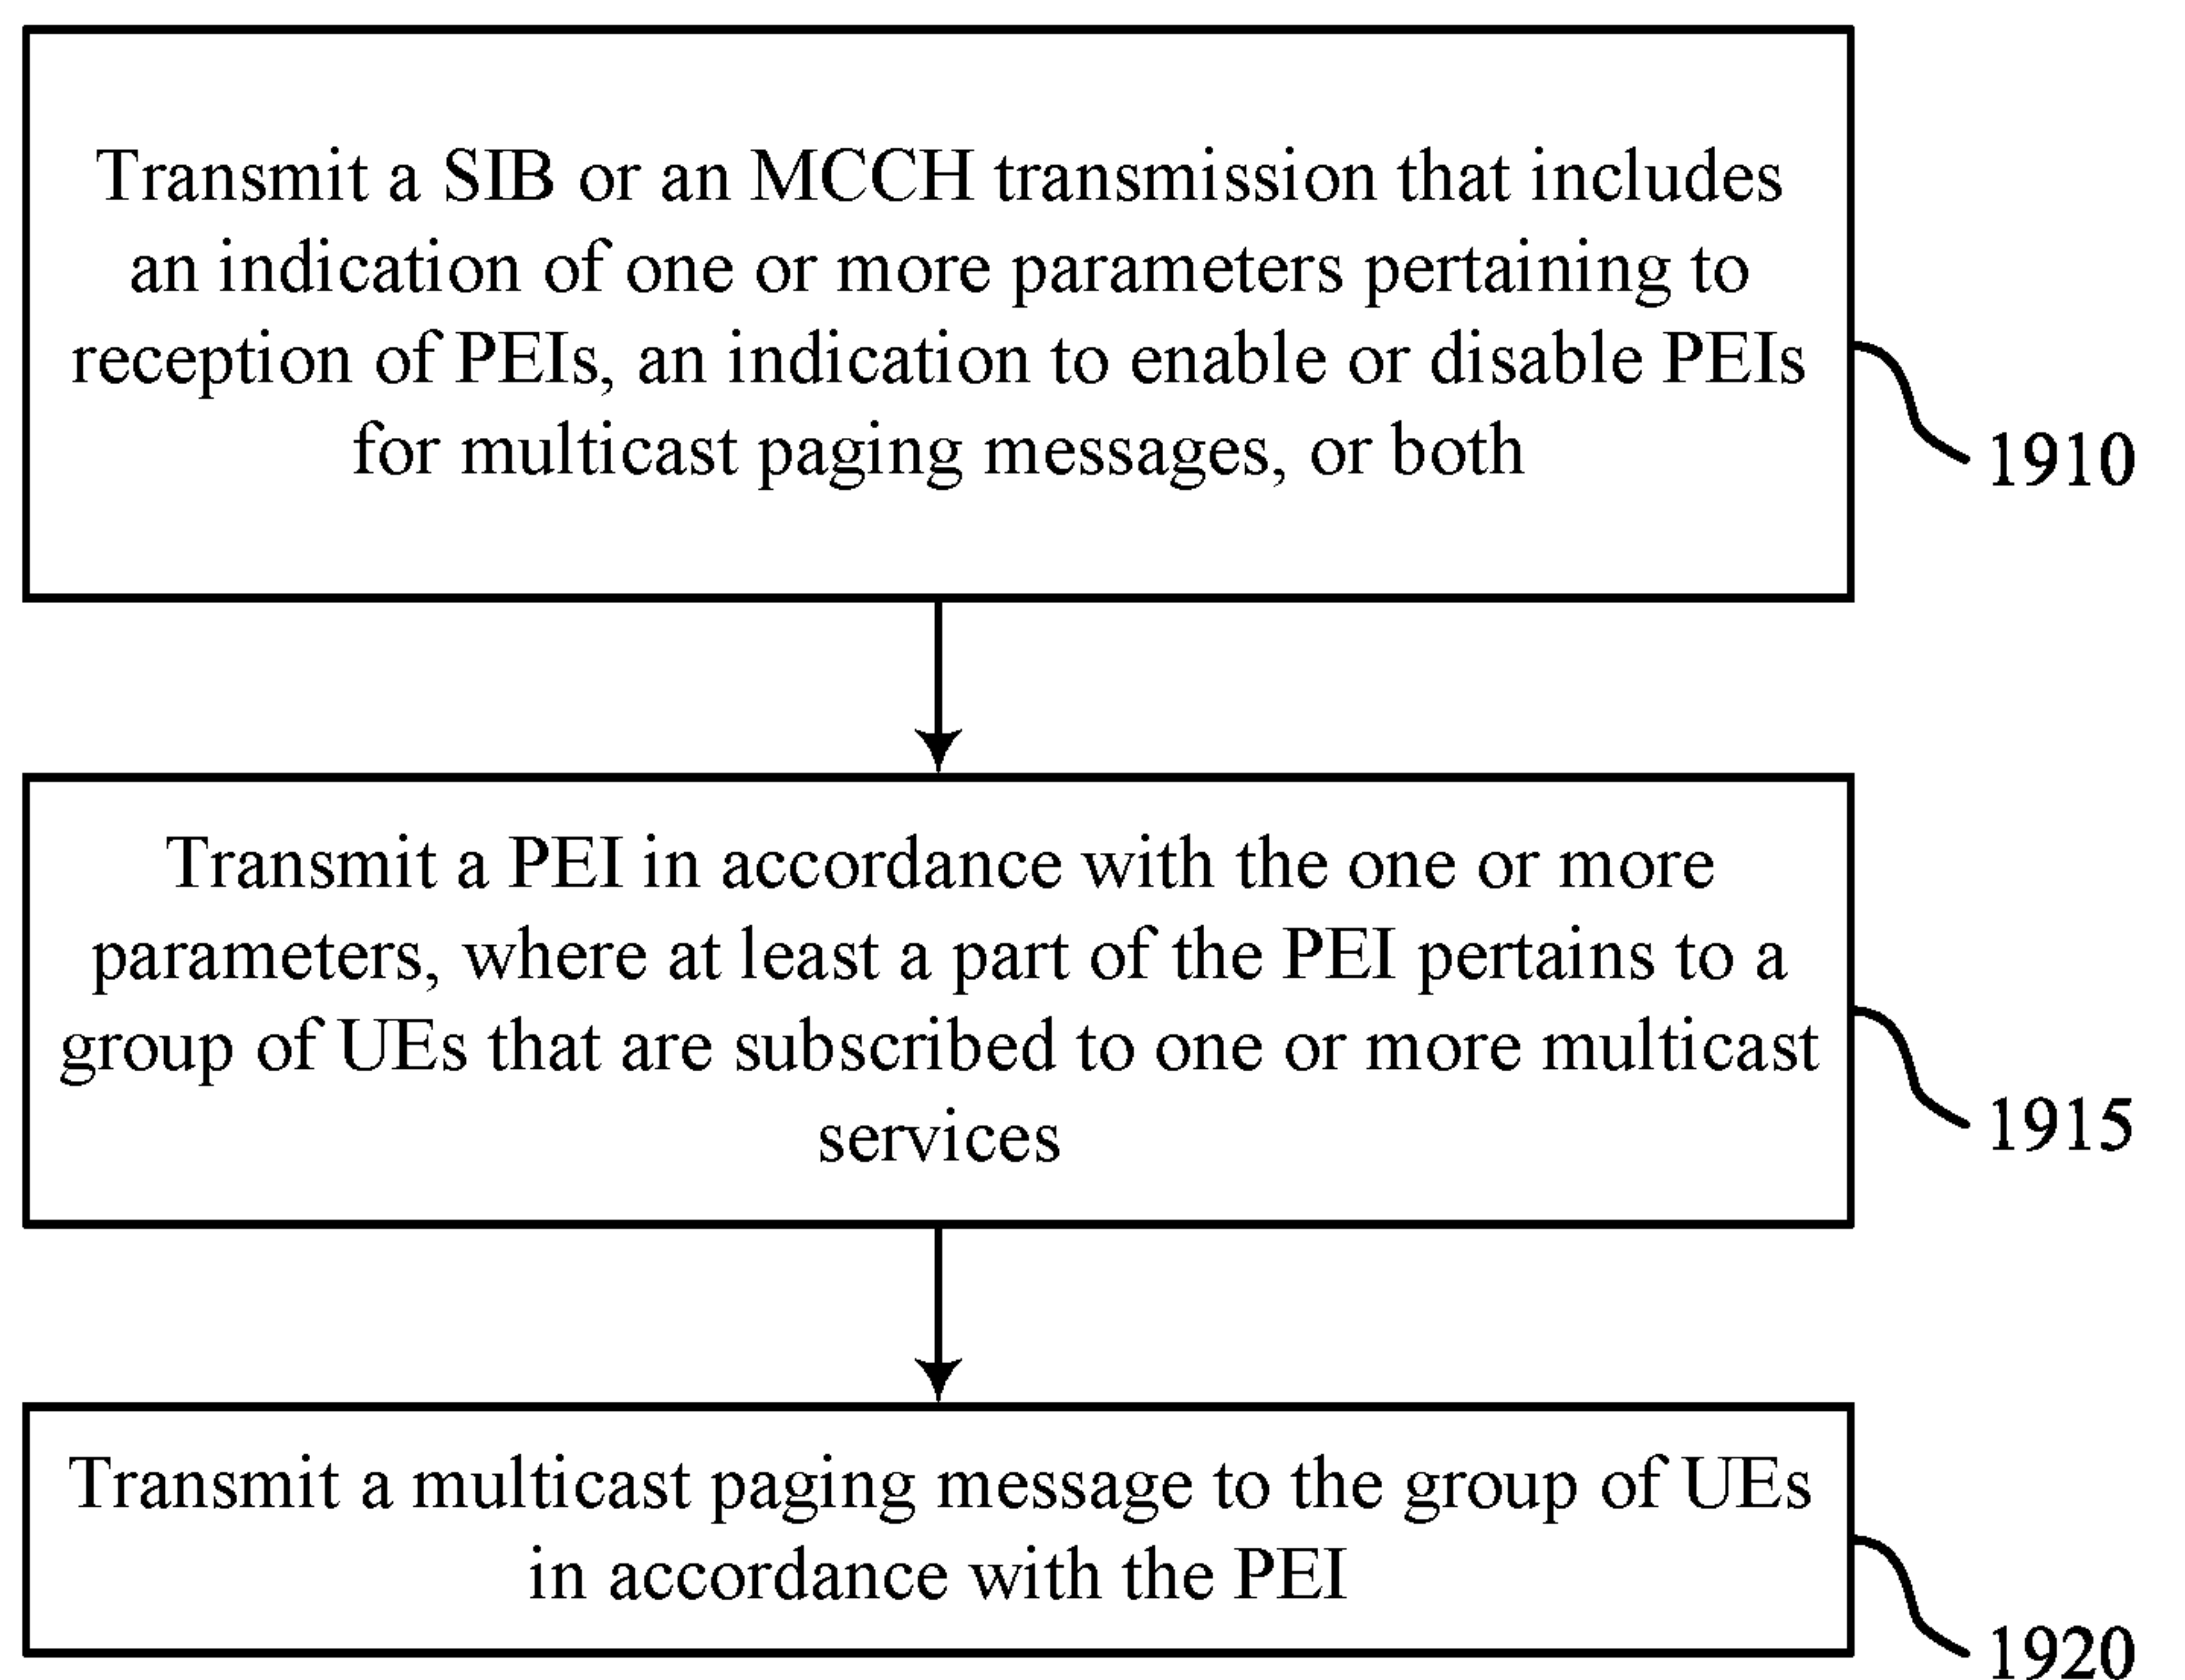 Transmit a SIB or an MCCH transmission that includes
an indication of one or more parameters pertaining to
reception of PEIs, an indication to enable or disable PEIs
for multicast paging messages, or both
1910
Transmit a PEI in accordance with the one or more
parameters, where at least a part of the PEI pertains to a
group of UEs that are subscribed to one or more multicast
services
1915
Transmit a multicast paging message to the group of UEs
in accordance with the PEI
1920